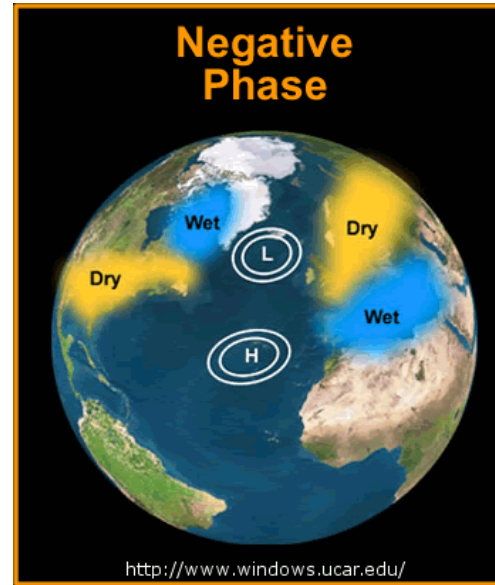 Negative
Phase
Wet
Dry
L
Dry
Wet
H
http://www.windows.ucar.edu/